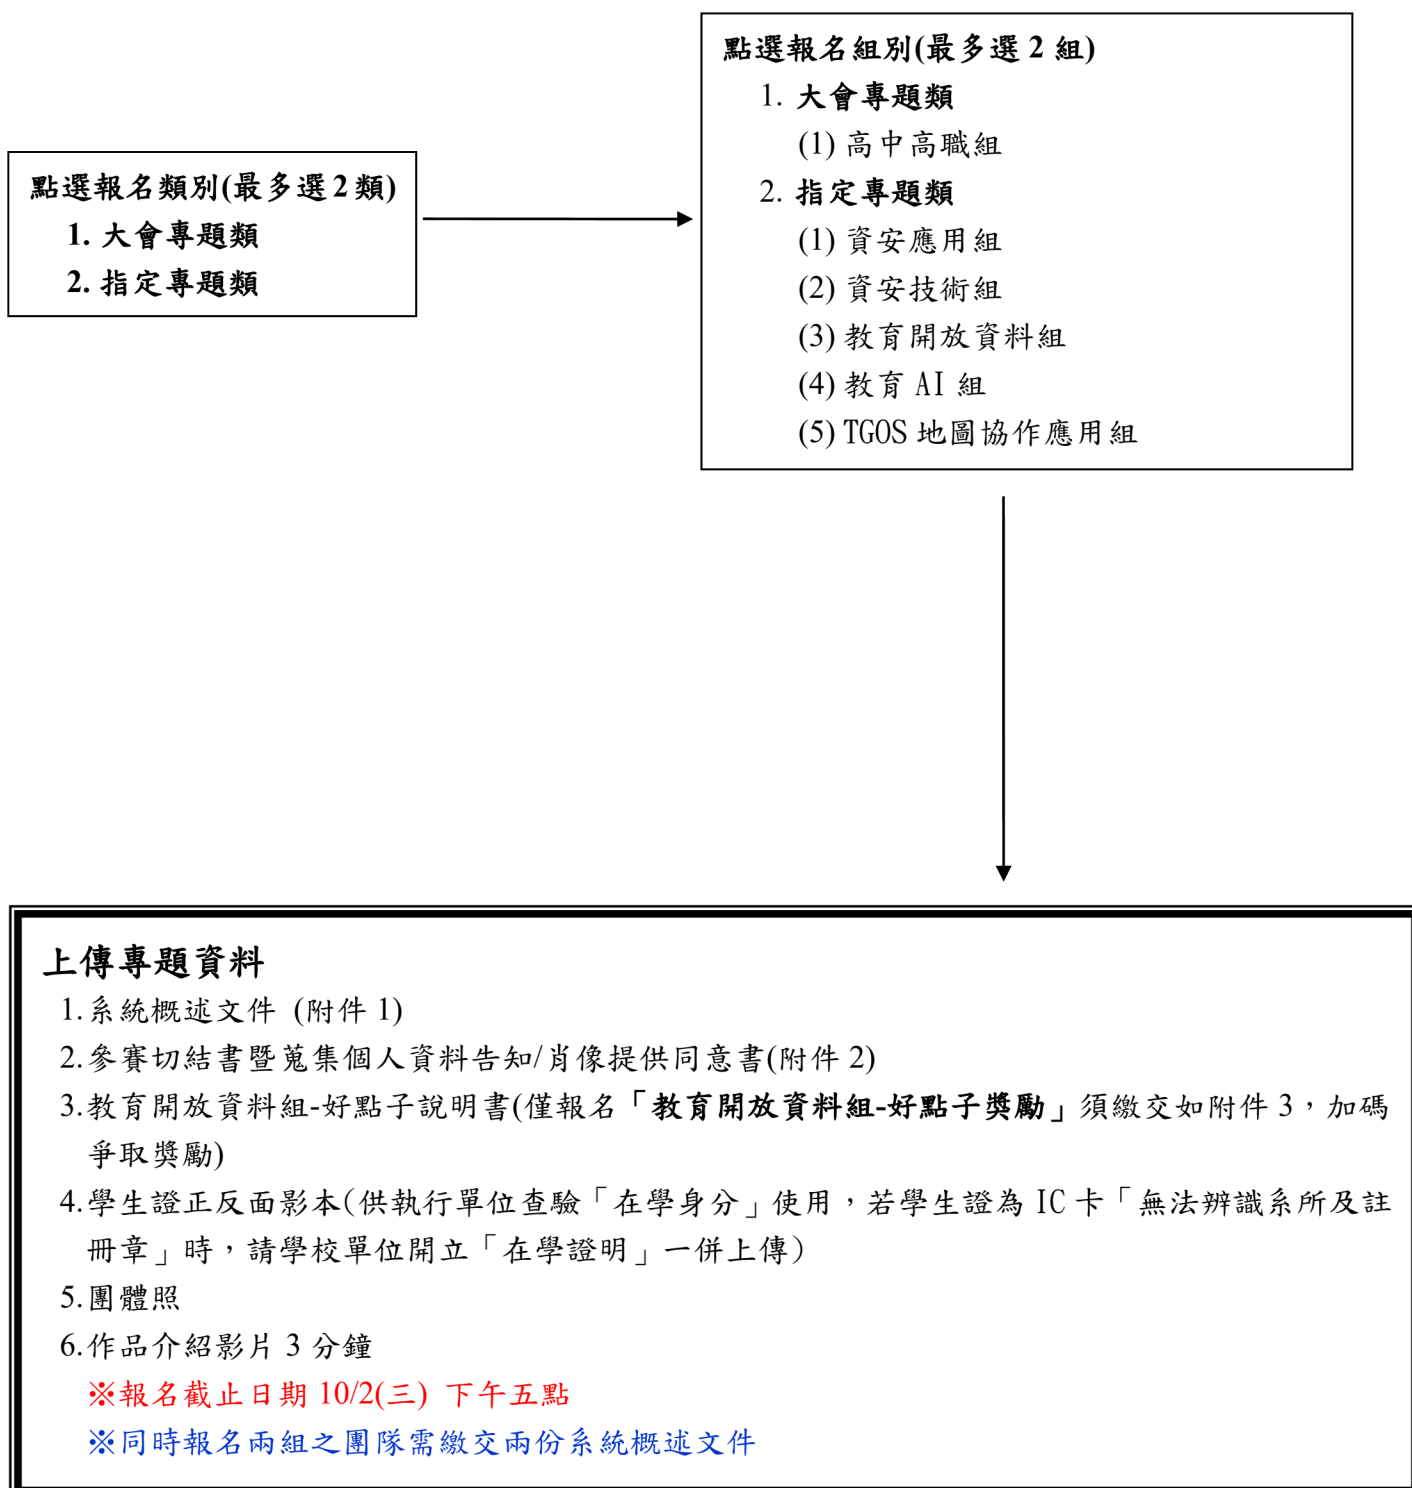 點選報名類別(最多選2類)
1. 大會專題類
2. 指定專題類
點選報名組別(最多選 2 組)
1. 大會專題類
(1) 高中高職組
2. 指定專題類
(1) 資安應用組
(2) 資安技術組
(3) 教育開放資料組
(4) 教育 AI 組
(5) TGOS 地圖協作應用組
上傳專題資料
1.系統概述文件 (附件 1)
2.參賽切結書暨蒐集個人資料告知/肖像提供同意書(附件 2)
3.教育開放資料組-好點子說明書(僅報名「教育開放資料組-好點子獎勵」須繳交如附件 3，加碼
爭取獎勵)
4.學生證正反面影本(供執行單位查驗「在學身分」使用，若學生證為 IC 卡「無法辨識系所及註
冊章」時，請學校單位開立「在學證明」一併上傳)
5.團體照
6.作品介紹影片 3 分鐘
※報名截止日期 10/2(三) 下午五點
※同時報名兩組之團隊需繳交兩份系統概述文件